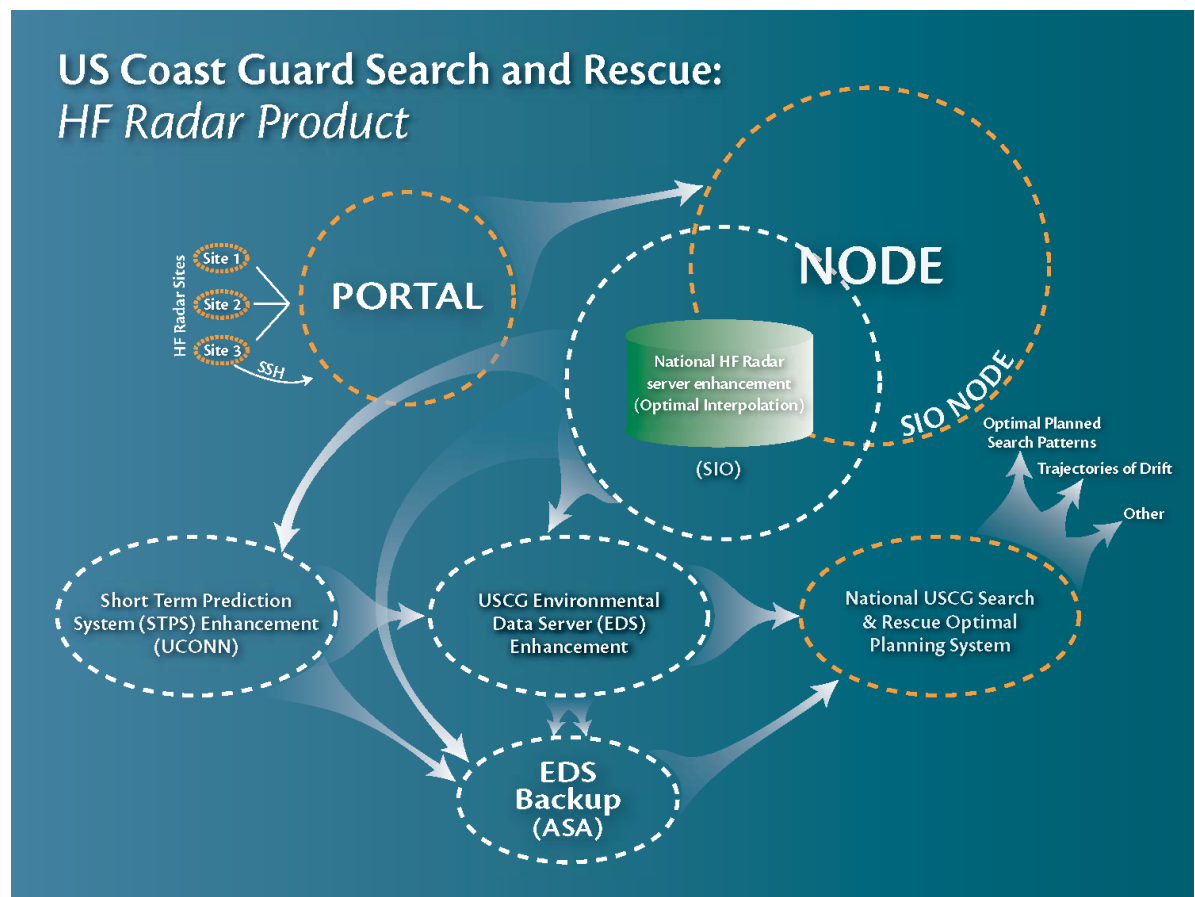 US Coast Guard Search and Rescue:
HF Radar Product
HF Radar Sites
Site 1
Site 2
Site 3
SSH
PORTAL
NODE
National HF Radar
server enhancement
(Optimal Interpolation)
(SIO)
SIO NODE
Optimal Planned
Search Patterns
Trajectories of Drift
Other
Short Term Prediction
System (STPS) Enhancement
(UCONN)
USCG Environmental
Data Server (EDS)
Enhancement
National USCG Search
& Rescue Optimal
Planning System
EDS
Backup
(ASA)